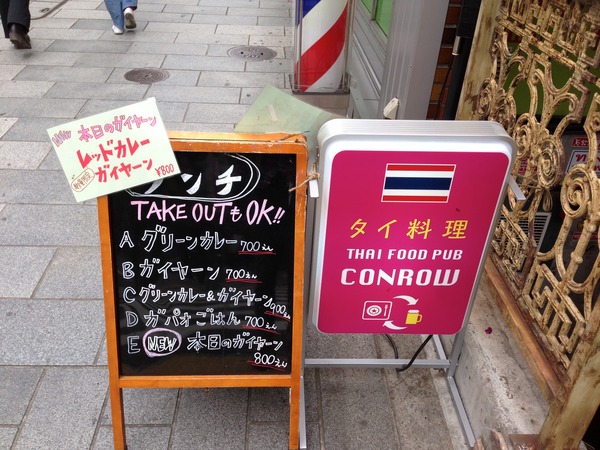 NEW 本日のガイヤーン
レッドカレー
ガイヤーン ¥800
ランチ
TAKE OUTもOK!!
A グリーンカレー 700えん
B ガイヤーン 700えん
C グリーンカレー&ガイヤーン 900えん
D ガパオごはん 700えん
E NEW 本日のガイヤーン
800えん
タイ料理
THAI FOOD PUB
CONROW